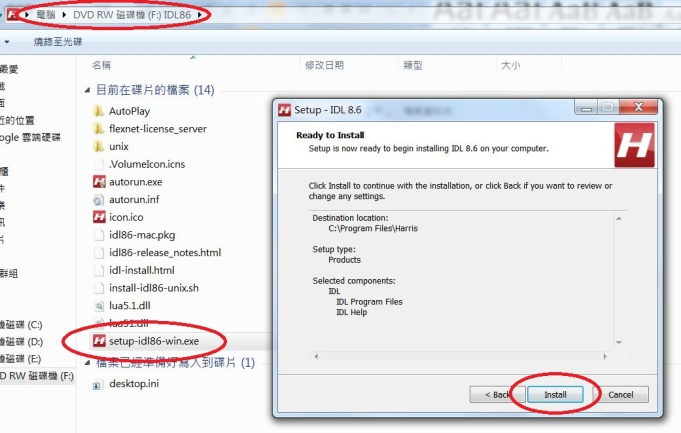 電腦 ▸ DVD RW 磁碟機 (F:) IDL86
燒錄至光碟
名稱 修改日期 類型 大小
目前在碟片的檔案 (14)
AutoPlay
flexnet-license_server
unix
.VolumeIcon.icns
autorun.exe
autorun.inf
icon.ico
idl86-mac.pkg
idl86-release_notes.html
idl-install.html
install-idl86-unix.sh
lua5.1.dll
lua51.dll
setup-idl86-win.exe
檔案已經準備好寫入到碟片 (1)
desktop.ini
最愛
面
近的位置
ogle 雲端硬碟
櫃
件
樂
訊
片
群組
機磁碟 (C:)
機磁碟 (D:)
機磁碟 (E:)
D RW 磁碟機 (F:)
Setup - IDL 8.6
Ready to Install
Setup is now ready to begin installing IDL 8.6 on your computer.
Click Install to continue with the installation, or click Back if you want to review or
change any settings.
Destination location:
C:\Program Files\Harris
Setup type:
Products
Selected components:
IDL
IDL Program Files
IDL Help
< Back Install Cancel